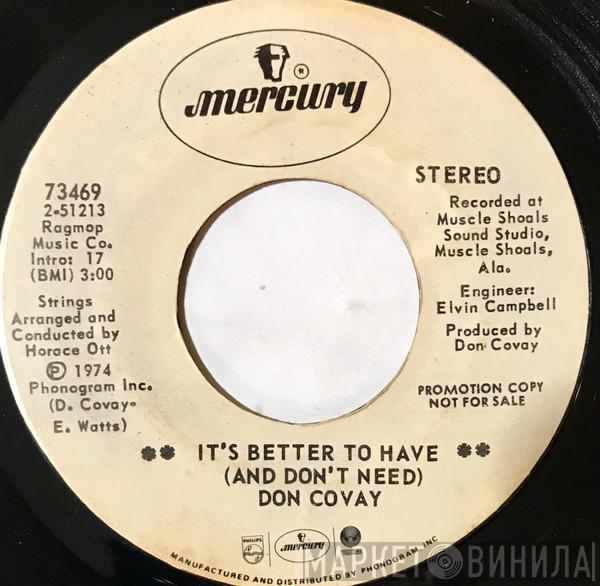 mercury
®
STEREO
73469
2-51213
Ragmop
Music Co.
Intro: 17
(BMI) 3:00
Strings
Arranged and
Conducted by
Horace Ott
Ⓟ 1974
Phonogram Inc.
(D. Covay-
E. Watts)
Recorded at
Muscle Shoals
Sound Studio,
Muscle Shoals,
Ala.
Engineer:
Elvin Campbell
Produced by
Don Covay
PROMOTION COPY
NOT FOR SALE
** IT'S BETTER TO HAVE **
(AND DON'T NEED)
DON COVAY
PHILIPS
mercury
MANUFACTURED AND DISTRIBUTED BY PHONOGRAM, INC
МАРКЕТ ВИНИЛА